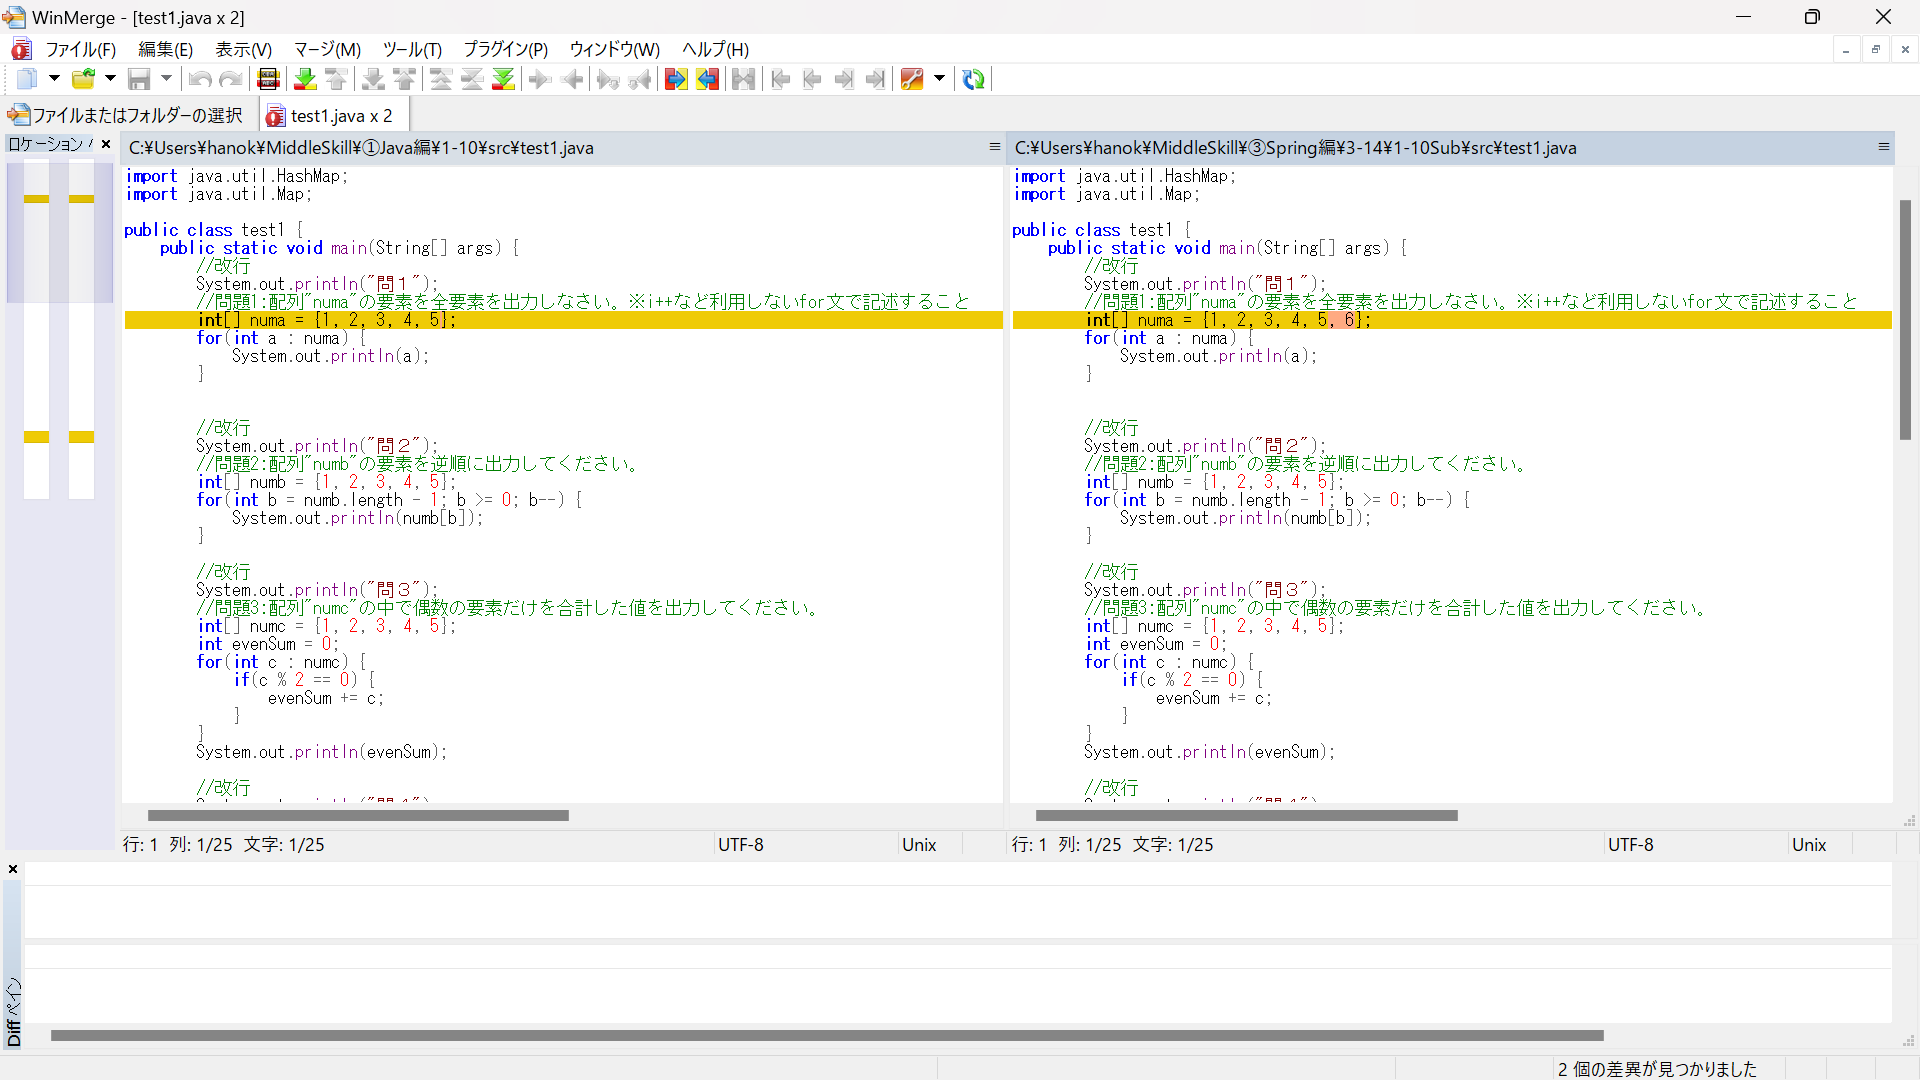 WinMerge - [test1.java x 2]
ファイル(F) 編集(E) 表示(V) マージ(M) ツール(T) プラグイン(P) ウィンドウ(W) ヘルプ(H)
ファイルまたはフォルダーの選択 test1.java x 2
ロケーション
C:¥Users¥hanok¥MiddleSkill¥①Java編¥1-10¥src¥test1.java
import java.util.HashMap;
import java.util.Map;
public class test1 {
public static void main(String[] args) {
//改行
System.out.println("問１");
//問題1:配列"numa"の要素を全要素を出力しなさい。※i++など利用しないfor文で記述すること
int[] numa = {1, 2, 3, 4, 5};
for(int a : numa) {
System.out.println(a);
}
//改行
System.out.println("問２");
//問題2:配列"numb"の要素を逆順に出力してください。
int[] numb = {1, 2, 3, 4, 5};
for(int b = numb.length - 1; b >= 0; b--) {
System.out.println(numb[b]);
}
//改行
System.out.println("問３");
//問題3:配列"numc"の中で偶数の要素だけを合計した値を出力してください。
int[] numc = {1, 2, 3, 4, 5};
int evenSum = 0;
for(int c : numc) {
if(c % 2 == 0) {
evenSum += c;
}
}
System.out.println(evenSum);
//改行
行: 1 列: 1/25 文字: 1/25 UTF-8 Unix
C:¥Users¥hanok¥MiddleSkill¥③Spring編¥3-14¥1-10Sub¥src¥test1.java
import java.util.HashMap;
import java.util.Map;
public class test1 {
public static void main(String[] args) {
//改行
System.out.println("問１");
//問題1:配列"numa"の要素を全要素を出力しなさい。※i++など利用しないfor文で記述すること
int[] numa = {1, 2, 3, 4, 5, 6};
for(int a : numa) {
System.out.println(a);
}
//改行
System.out.println("問２");
//問題2:配列"numb"の要素を逆順に出力してください。
int[] numb = {1, 2, 3, 4, 5};
for(int b = numb.length - 1; b >= 0; b--) {
System.out.println(numb[b]);
}
//改行
System.out.println("問３");
//問題3:配列"numc"の中で偶数の要素だけを合計した値を出力してください。
int[] numc = {1, 2, 3, 4, 5};
int evenSum = 0;
for(int c : numc) {
if(c % 2 == 0) {
evenSum += c;
}
}
System.out.println(evenSum);
//改行
行: 1 列: 1/25 文字: 1/25 UTF-8 Unix
Diff ペイン
2 個の差異が見つかりました